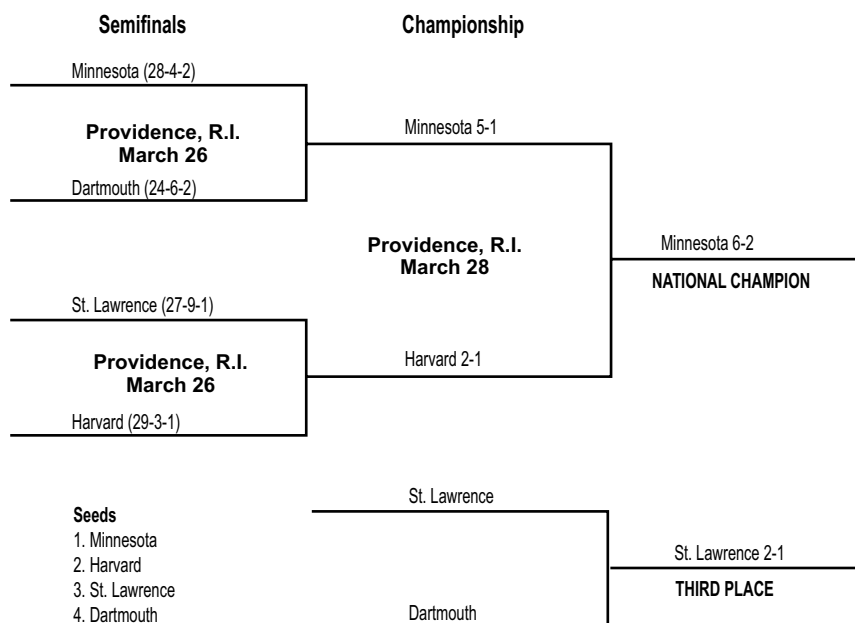 Semifinals
Championship
Minnesota (28-4-2)
Providence, R.I.
March 26
Dartmouth (24-6-2)
Minnesota 5-1
Providence, R.I.
March 28
Minnesota 6-2
NATIONAL CHAMPION
St. Lawrence (27-9-1)
Providence, R.I.
March 26
Harvard (29-3-1)
Harvard 2-1
Seeds
1. Minnesota
2. Harvard
3. St. Lawrence
4. Dartmouth
St. Lawrence
Dartmouth
St. Lawrence 2-1
THIRD PLACE